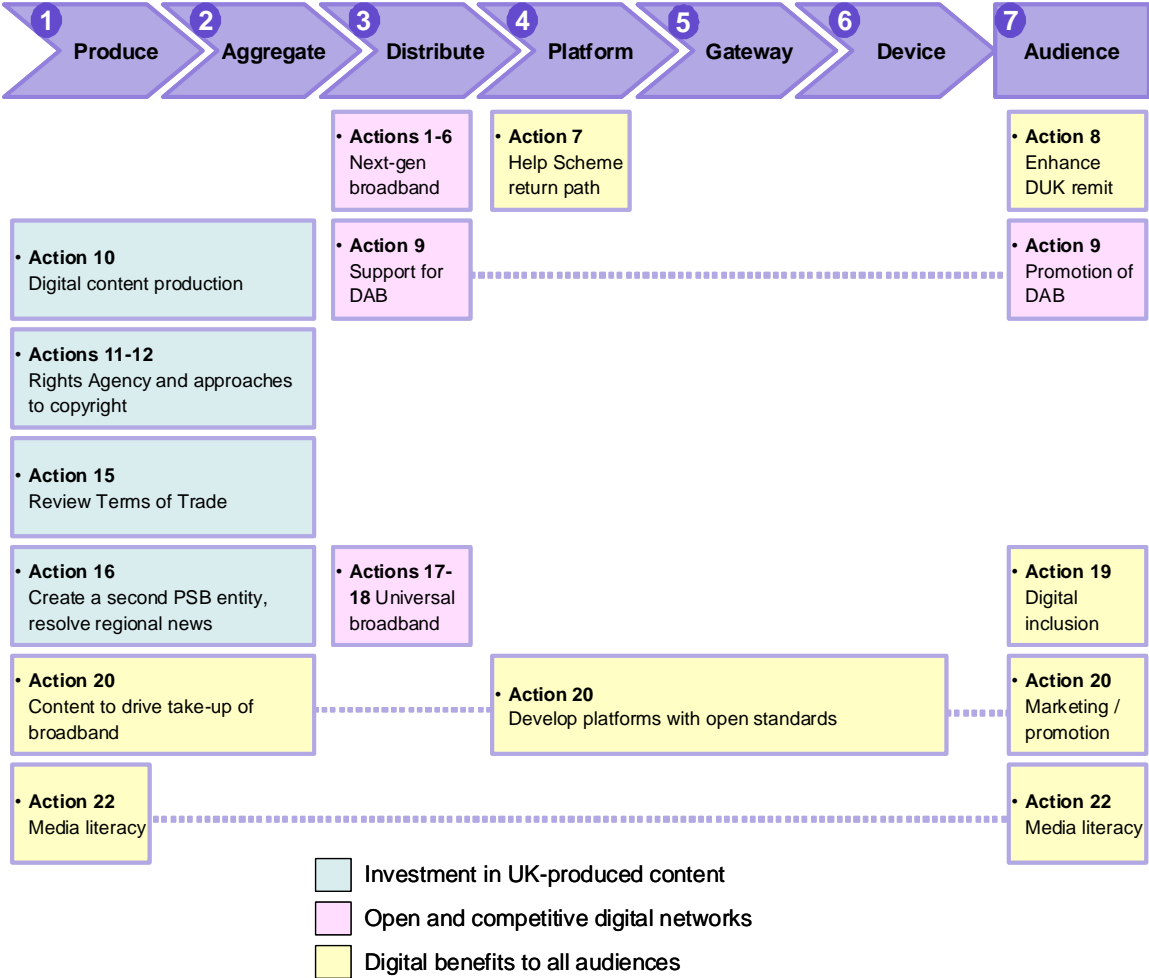 1 Produce
2 Aggregate
3 Distribute
4 Platform
5 Gateway
6 Device
7 Audience
• Actions 1-6
Next-gen
broadband
• Action 7
Help Scheme
return path
• Action 8
Enhance
DUK remit
• Action 10
Digital content production
• Action 9
Support for
DAB
• Action 9
Promotion of
DAB
• Actions 11-12
Rights Agency and approaches
to copyright
• Action 15
Review Terms of Trade
• Action 16
Create a second PSB entity,
resolve regional news
• Actions 17-
18 Universal
broadband
• Action 19
Digital
inclusion
• Action 20
Content to drive take-up of
broadband
• Action 20
Develop platforms with open standards
• Action 20
Marketing /
promotion
• Action 22
Media literacy
• Action 22
Media literacy
Investment in UK-produced content
Open and competitive digital networks
Digital benefits to all audiences